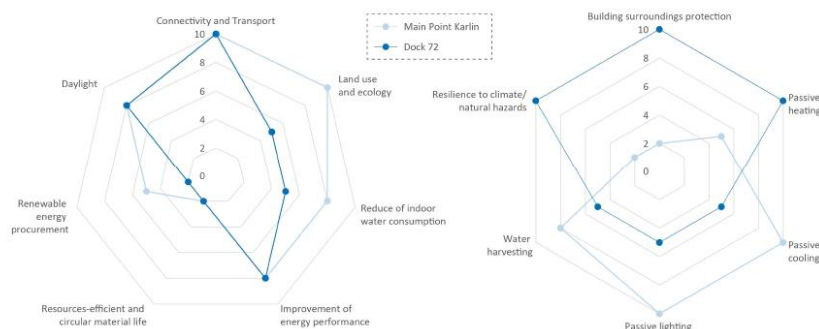 Connectivity and Transport
10
8
6
4
2
0
Land use
and ecology
Reduce of indoor
water consumption
Improvement of
energy performance
Resources-efficient and
circular material life
Renewable
energy
procurement
Daylight
Main Point Karlin
Dock 72
Building surroundings protection
10
8
6
4
2
0
Passive
heating
Passive
cooling
Passive lighting
Water
harvesting
Resilience to climate/
natural hazards